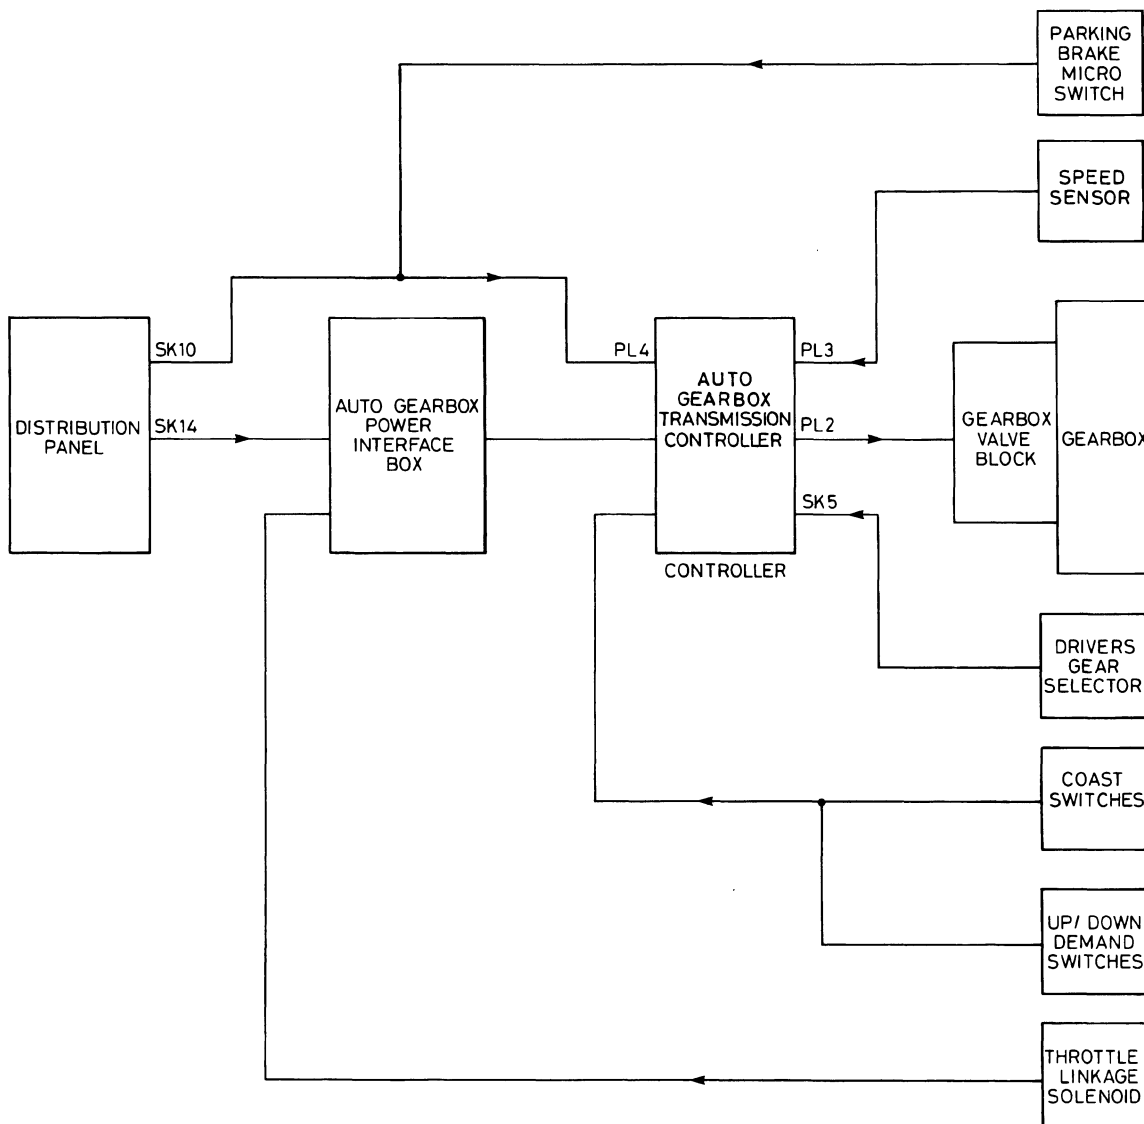 PARKING
BRAKE
MICRO
SWITCH
SPEED
SENSOR
SK10
PL4
PL3
DISTRIBUTION
PANEL
SK14
AUTO GEARBOX
POWER
INTERFACE
BOX
AUTO
GEARBOX
TRANSMISSION
CONTROLLER
PL2
GEARBOX
VALVE
BLOCK
GEARBOX
SK5
CONTROLLER
DRIVERS
GEAR
SELECTOR
COAST
SWITCHES
UP/ DOWN
DEMAND
SWITCHES
THROTTLE
LINKAGE
SOLENOID